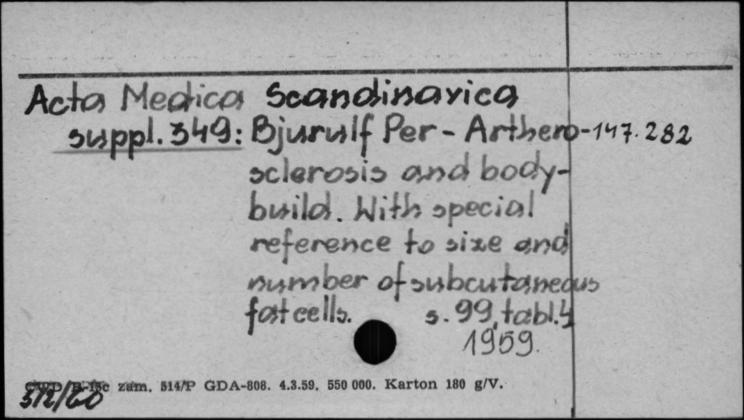 Acta Medica Scandinavica
suppl. 349: Bjurulf Per - Arthero- 147.282
sclerosis and body-
build. With special
reference to size and
number of subcutaneous
fat cells. s. 99, tabl. 4
1959.
zam. 514/P GDA-808. 4.3.59. 550 000. Karton 180 g/V.
512/60